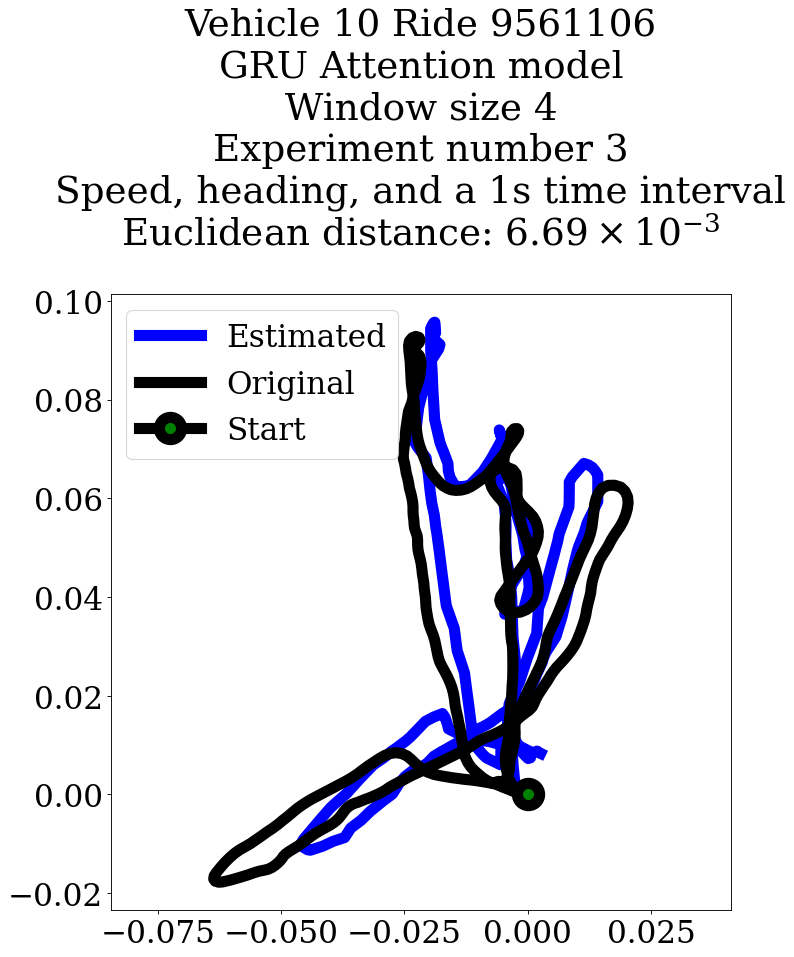 Vehicle 10 Ride 9561106
GRU Attention model
Window size 4
Experiment number 3
Speed, heading, and a 1s time interval
Euclidean distance: 6.69 × 10⁻³
Estimated
Original
Start
0.10
0.08
0.06
0.04
0.02
0.00
−0.02
−0.075 −0.050 −0.025 0.000 0.025